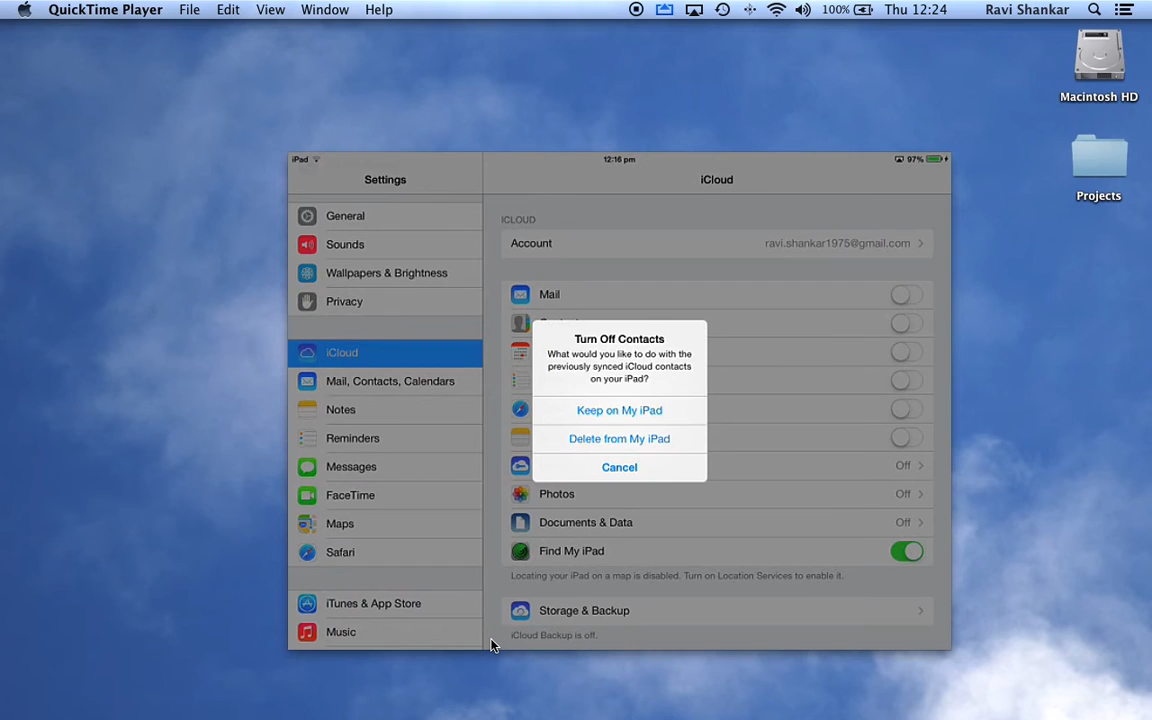 QuickTime Player File Edit View Window Help 100% Thu 12:24 Ravi Shankar
Macintosh HD
Projects
iPad 12:16 pm 97%
Settings
iCloud
General
Sounds
Wallpapers & Brightness
Privacy
iCloud
Mail, Contacts, Calendars
Notes
Reminders
Messages
FaceTime
Maps
Safari
iTunes & App Store
Music
ICLOUD
Account ravi.shankar1975@gmail.com
Mail
Turn Off Contacts
What would you like to do with the
previously synced iCloud contacts
on your iPad?
Keep on My iPad
Delete from My iPad
Cancel
Off
Photos Off
Documents & Data Off
Find My iPad
Locating your iPad on a map is disabled. Turn on Location Services to enable it.
Storage & Backup
iCloud Backup is off.